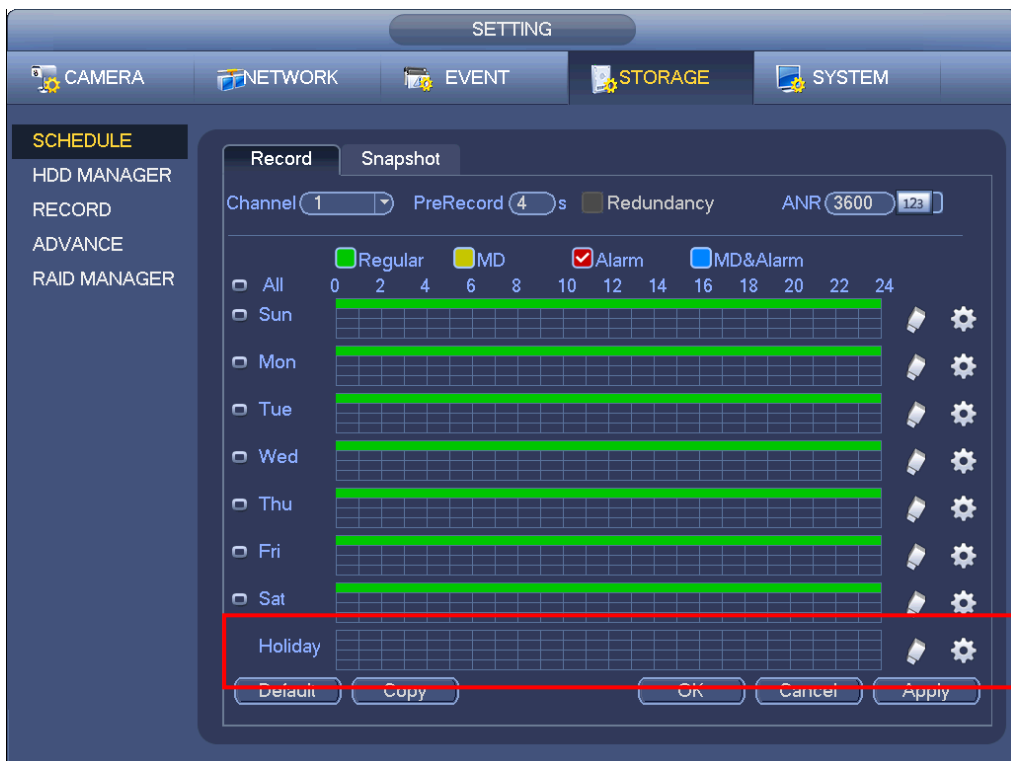 SETTING
CAMERA NETWORK EVENT STORAGE SYSTEM
SCHEDULE
HDD MANAGER
RECORD
ADVANCE
RAID MANAGER
Record Snapshot
Channel 1 PreRecord 4 s Redundancy ANR 3600 123
Regular MD Alarm MD&Alarm
All 0 2 4 6 8 10 12 14 16 18 20 22 24
Sun
Mon
Tue
Wed
Thu
Fri
Sat
Holiday
Default Copy OK Cancel Apply